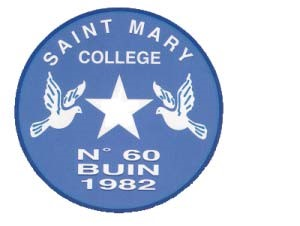 SAINT MARY
COLLEGE
N° 60
BUIN
1982